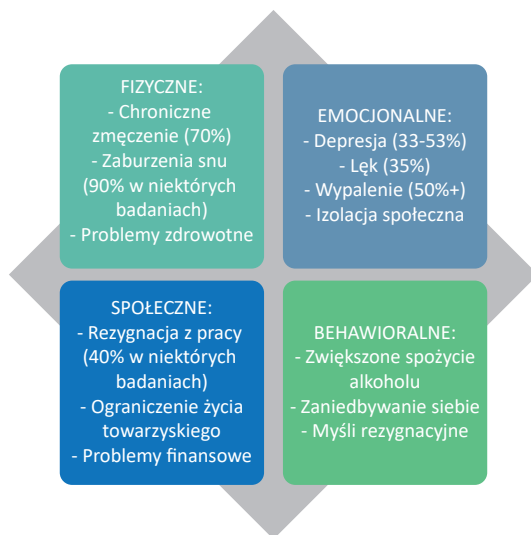 FIZYCZNE:
- Chroniczne
zmęczenie (70%)
- Zaburzenia snu
(90% w niektórych
badaniach)
- Problemy zdrowotne
EMOCJONALNE:
- Depresja (33-53%)
- Lęk (35%)
- Wypalenie (50%+)
- Izolacja społeczna
SPOŁECZNE:
- Rezygnacja z pracy
(40% w niektórych
badaniach)
- Ograniczenie życia
towarzyskiego
- Problemy finansowe
BEHAWIORALNE:
- Zwiększone spożycie
alkoholu
- Zaniedbywanie siebie
- Myśli rezygnacyjne